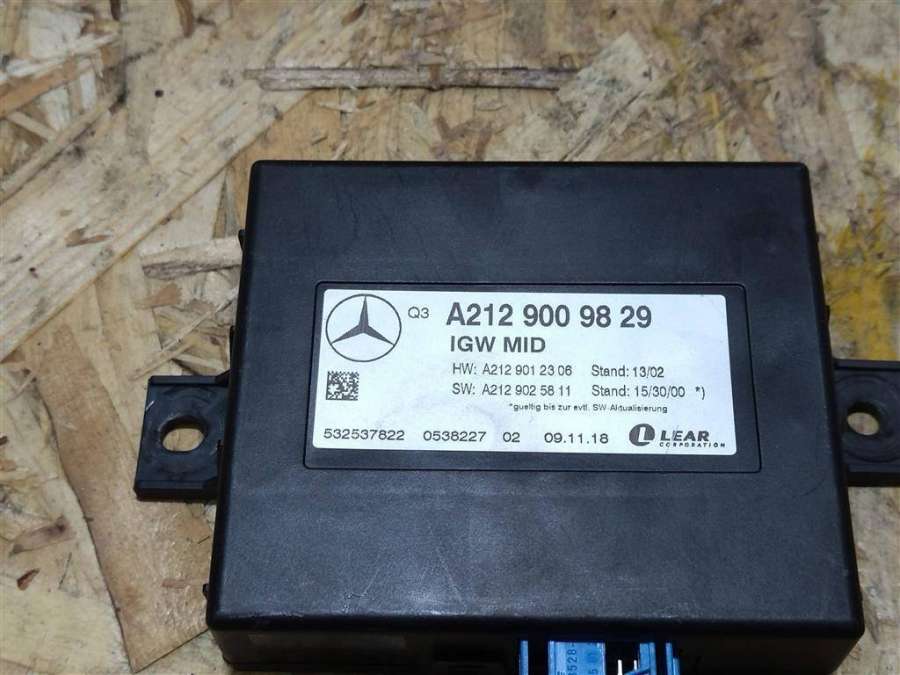 Q3 A212 900 98 29
IGW MID
HW: A212 901 23 06 Stand: 13/02
SW: A212 902 58 11 Stand: 15/30/00 *)
*gueltig bis zur evtl. SW-Aktualisierung
532537822 0538227 02 09.11.18 LEAR
CORPORATION